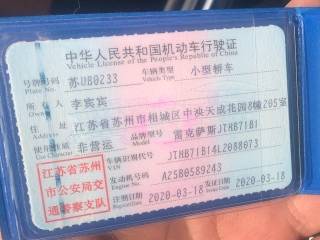 中华人民共和国机动车行驶证
Vehicle License of the People's Republic of China
号牌号码 苏UB0233 车辆类型 小型轿车
Plate No. Vehicle Type
所有人 李宾宾
Owner
住址 江苏省苏州市相城区中泱天成花园8幢205室
Address
使用性质 非营运 品牌型号 雷克萨斯JTHB71B1
Use Character Model
江苏省苏州 车辆识别代号 JTHB71B14L2088073
VIN
市公安局交 发动机号码 A25B0589243
Engine No.
通警察支队 注册日期 2020-03-18 发证日期 2020-03-18
Register Date Issue Date